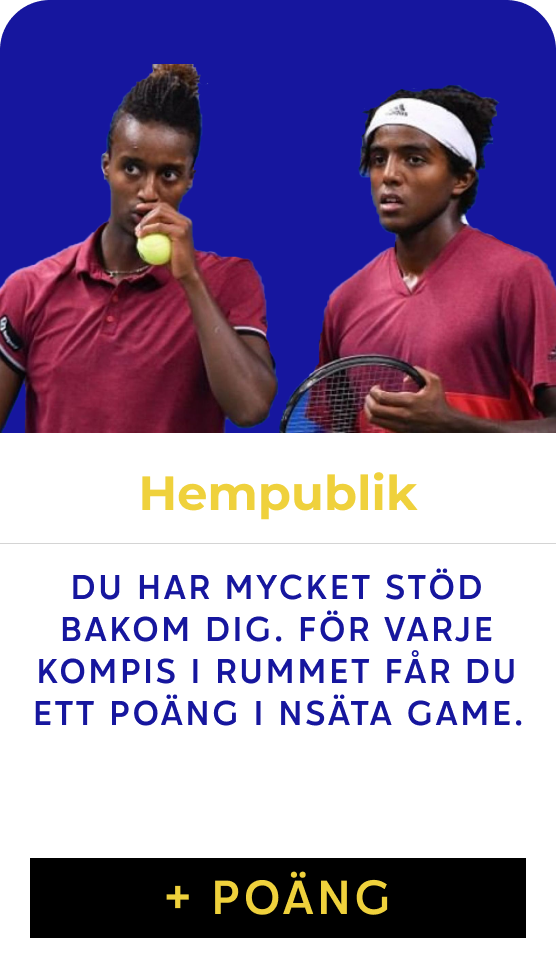 Hempublik
DU HAR MYCKET STÖD
BAKOM DIG. FÖR VARJE
KOMPIS I RUMMET FÅR DU
ETT POÄNG I NSÄTA GAME.
+ POÄNG